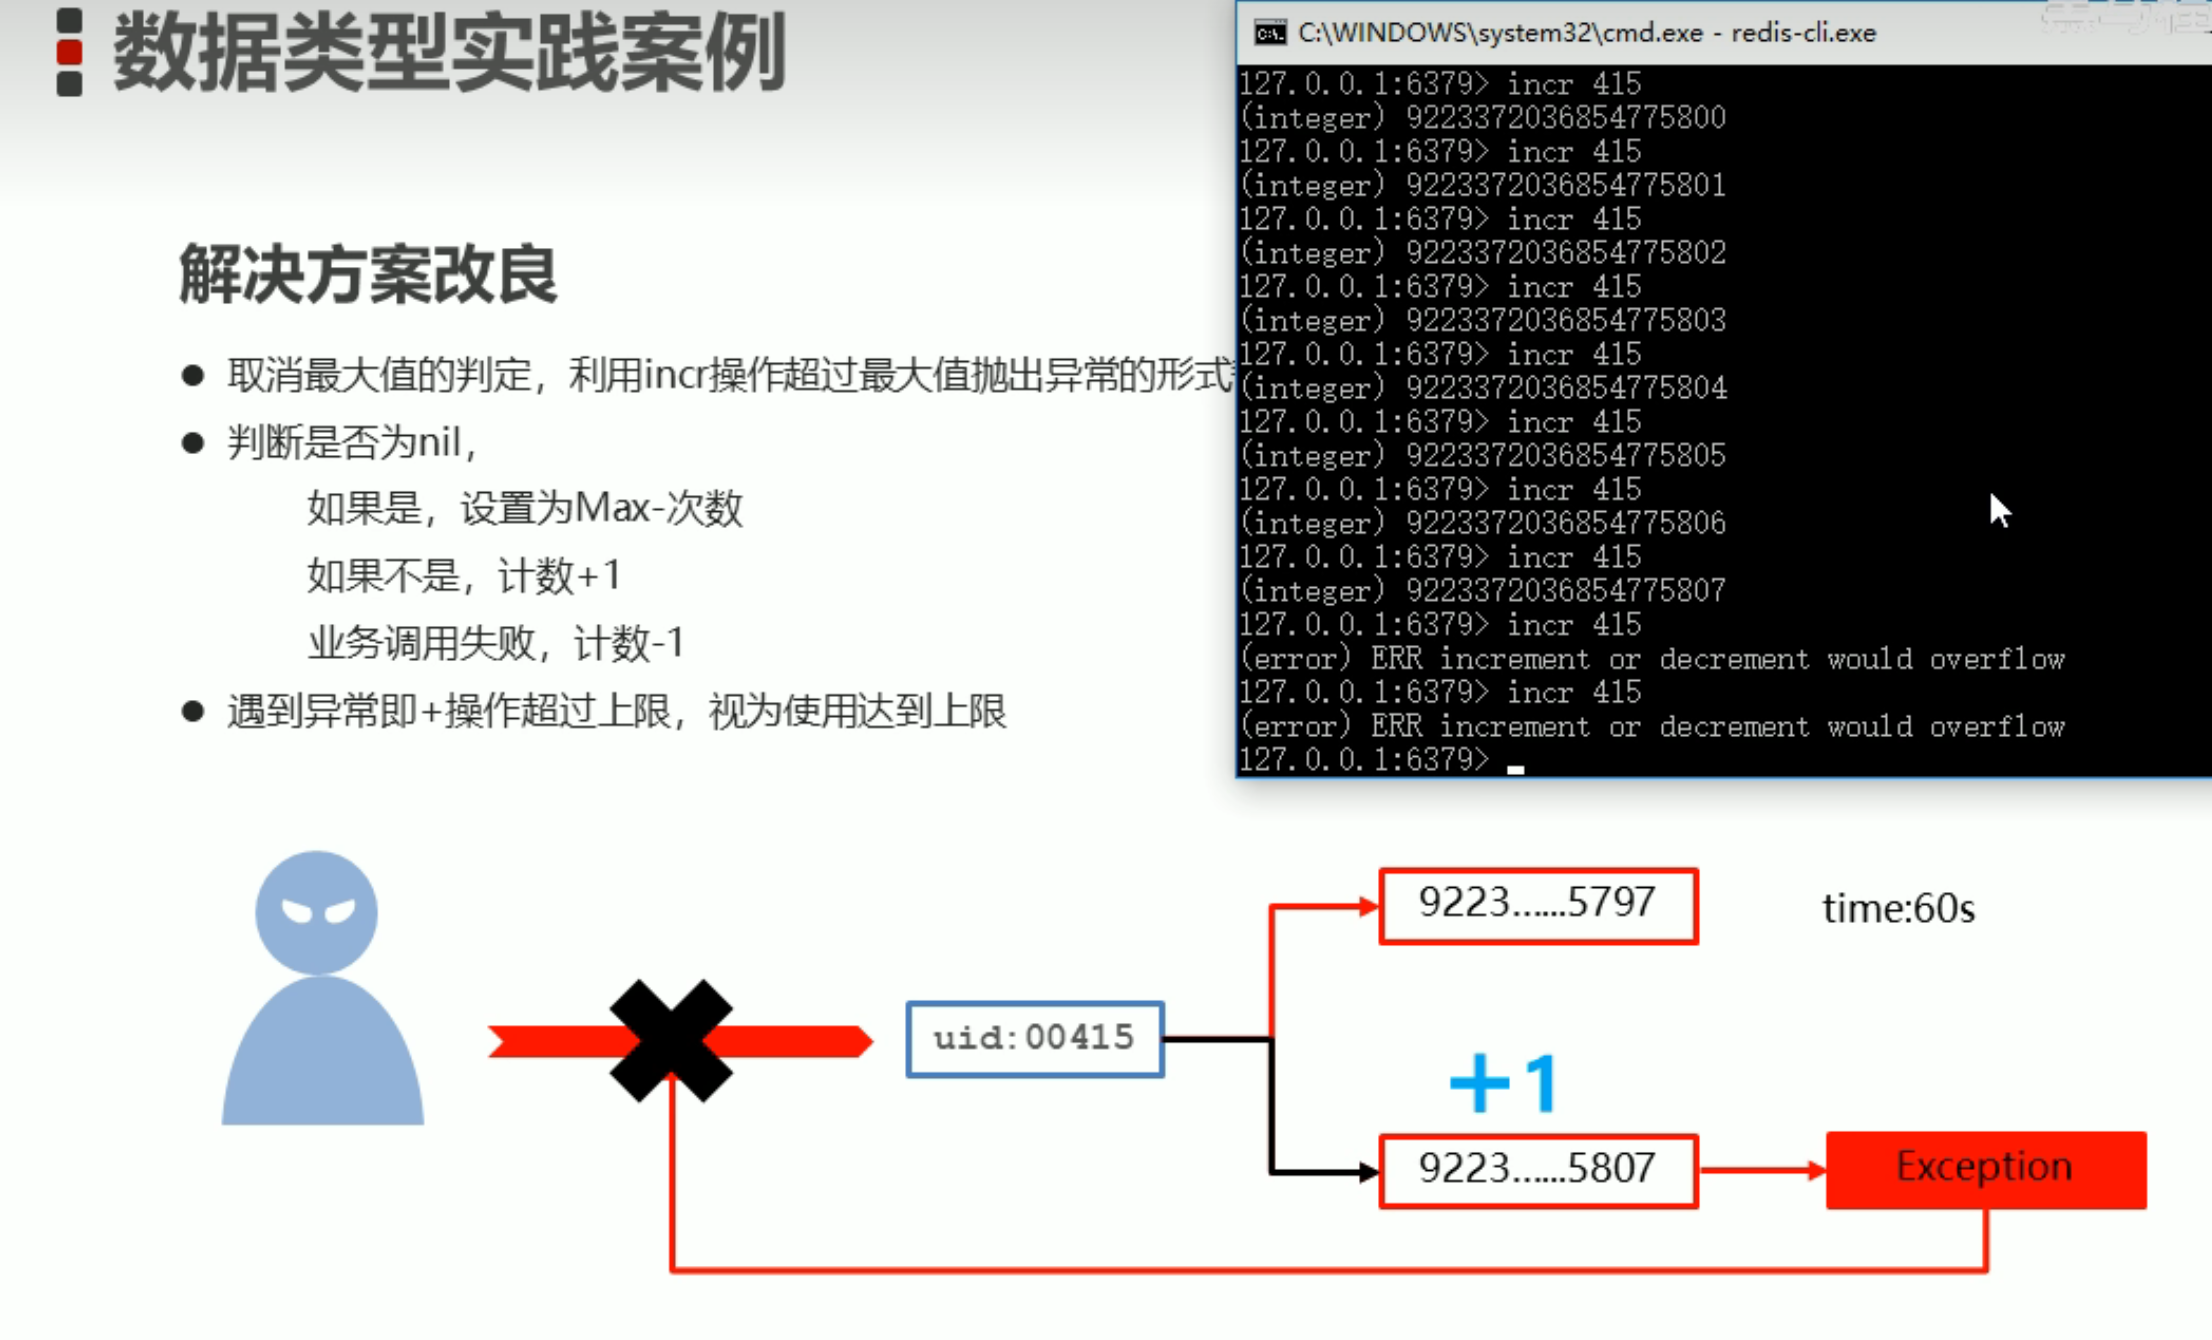 数据类型实践案例
解决方案改良
● 取消最大值的判定，利用incr操作超过最大值抛出异常的形式
● 判断是否为nil，
如果是，设置为Max-次数
如果不是，计数+1
业务调用失败，计数-1
● 遇到异常即+操作超过上限，视为使用达到上限
C:\WINDOWS\system32\cmd.exe - redis-cli.exe
127.0.0.1:6379> incr 415
(integer) 9223372036854775800
127.0.0.1:6379> incr 415
(integer) 9223372036854775801
127.0.0.1:6379> incr 415
(integer) 9223372036854775802
127.0.0.1:6379> incr 415
(integer) 9223372036854775803
127.0.0.1:6379> incr 415
(integer) 9223372036854775804
127.0.0.1:6379> incr 415
(integer) 9223372036854775805
127.0.0.1:6379> incr 415
(integer) 9223372036854775806
127.0.0.1:6379> incr 415
(integer) 9223372036854775807
127.0.0.1:6379> incr 415
(error) ERR increment or decrement would overflow
127.0.0.1:6379> incr 415
(error) ERR increment or decrement would overflow
127.0.0.1:6379>
9223......5797
time:60s
uid:00415
+1
9223......5807
Exception